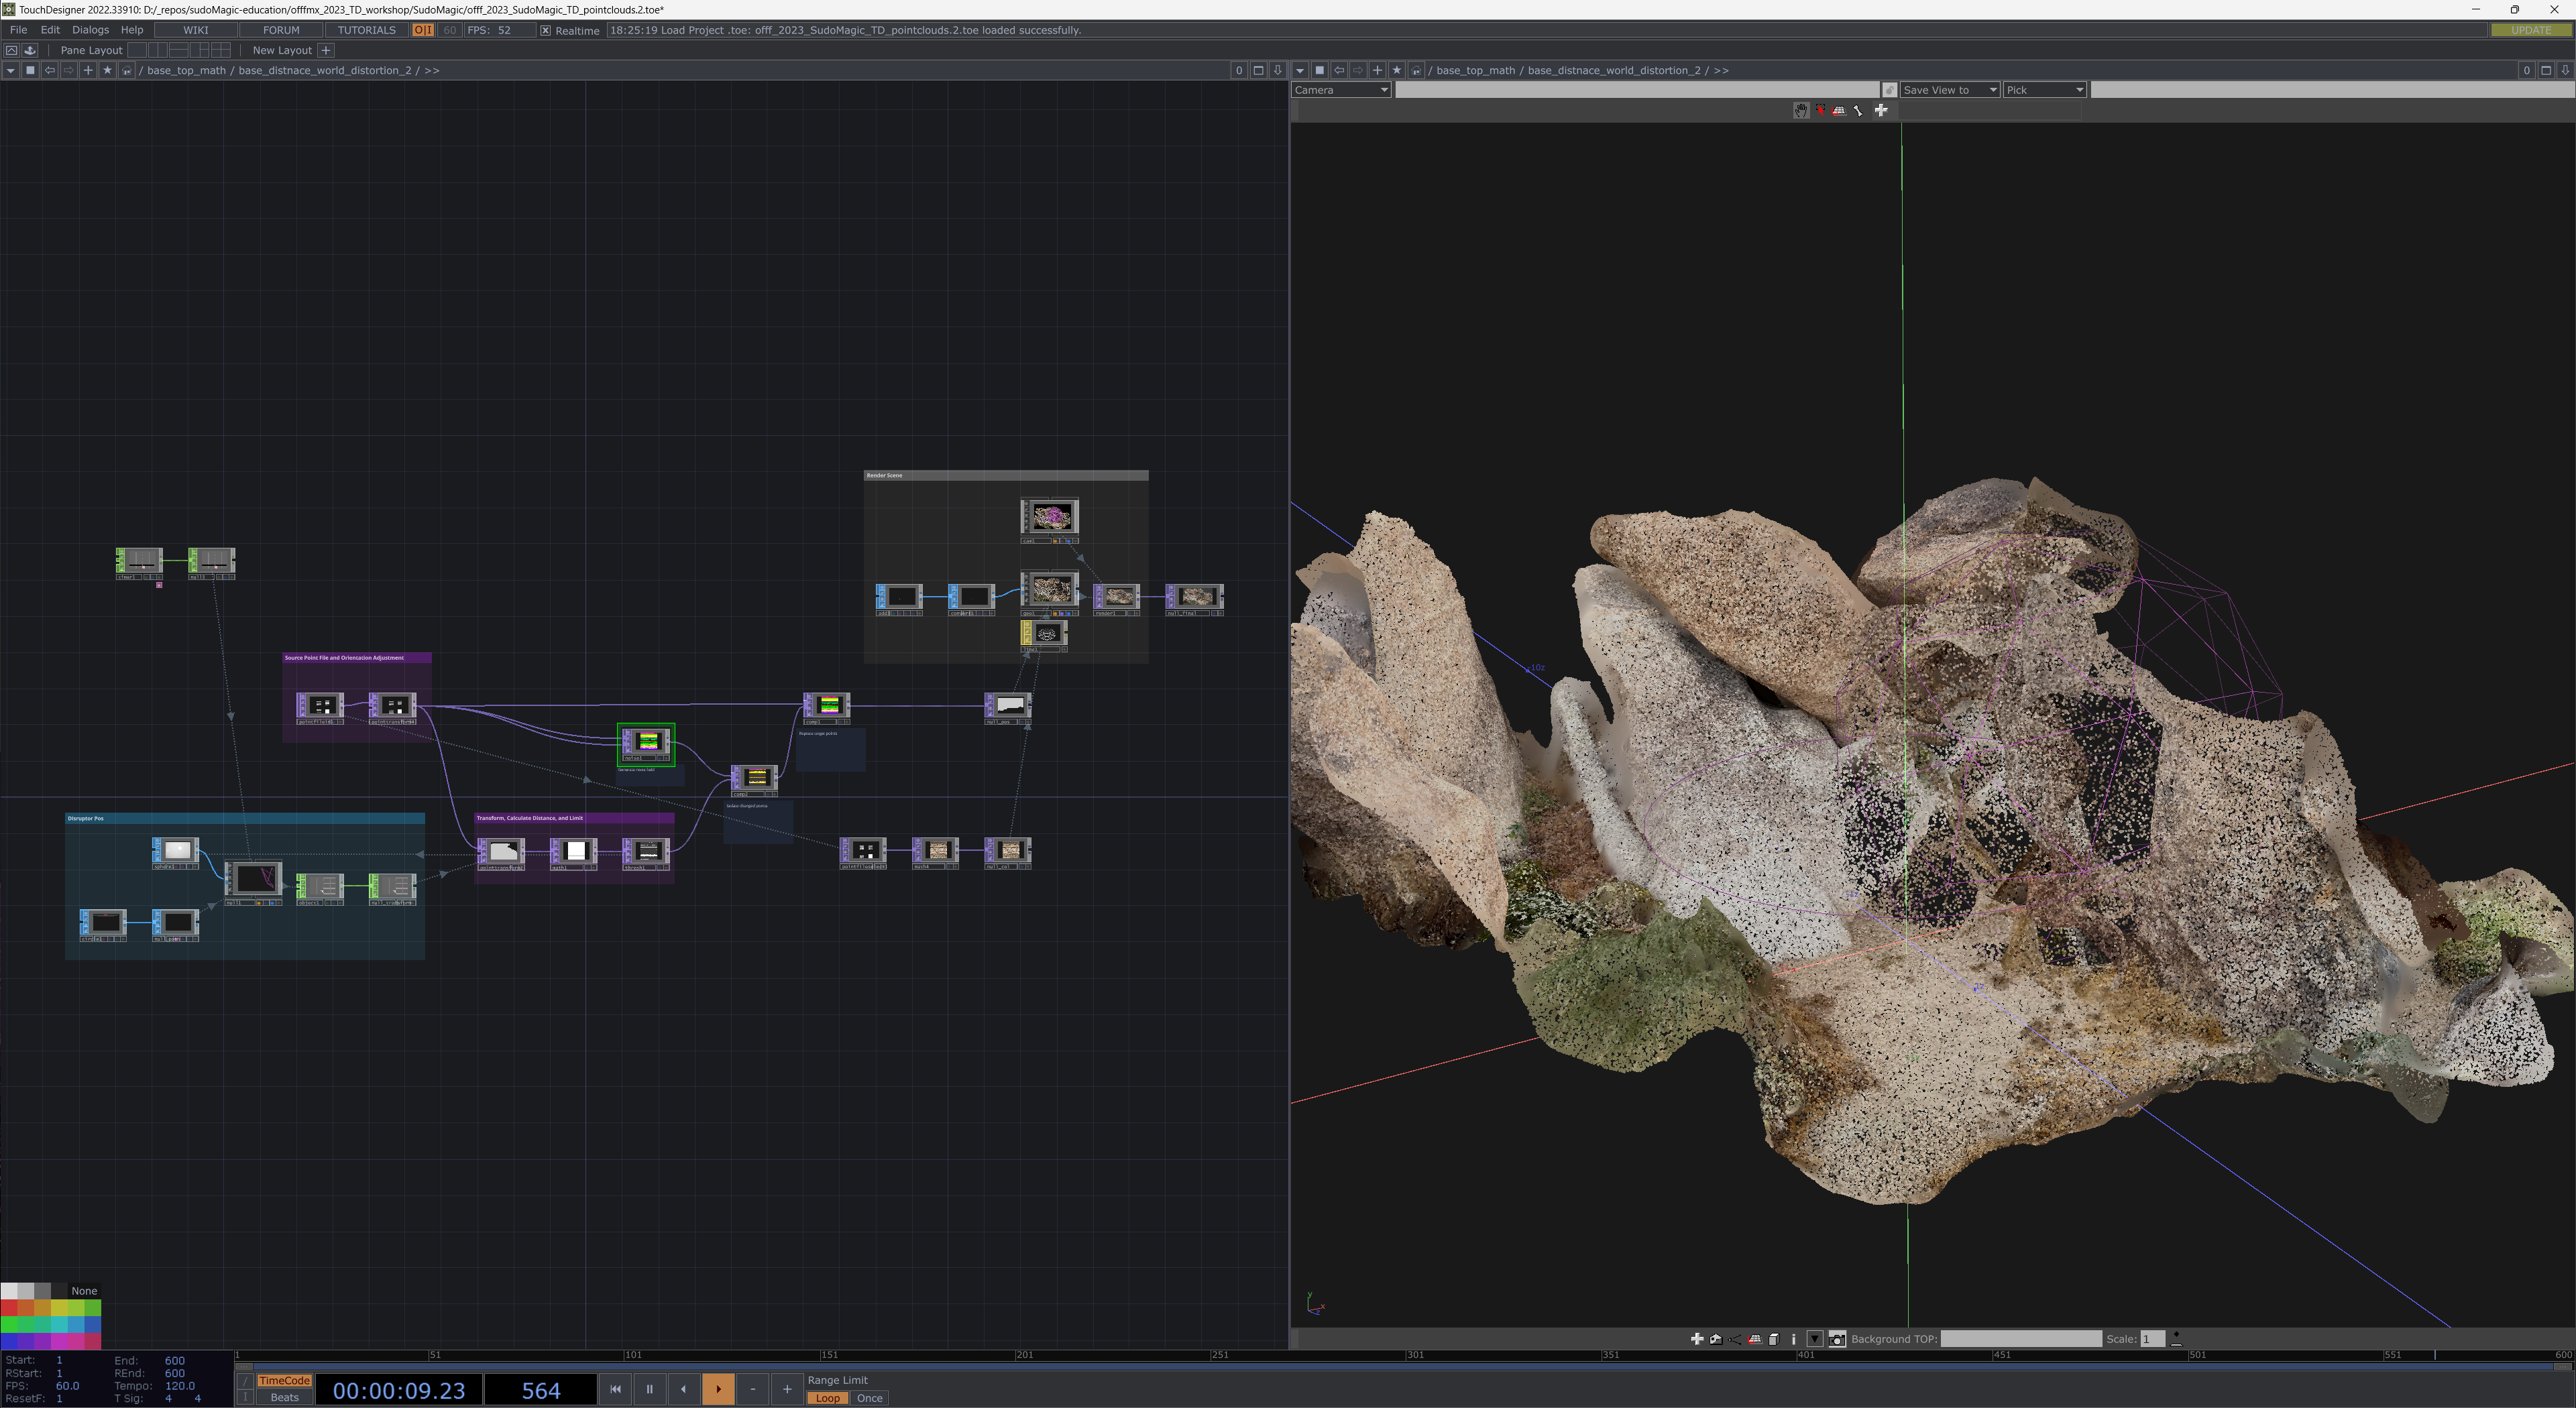 TouchDesigner 2022.33910: D:/_repos/sudoMagic-education/offfmx_2023_TD_workshop/SudoMagic/offf_2023_SudoMagic_TD_pointclouds.2.toe*
File Edit Dialogs Help WIKI FORUM TUTORIALS O|I 60 FPS: 52 Realtime 18:25:19 Load Project .toe: offf_2023_SudoMagic_TD_pointclouds.2.toe loaded successfully. UPDATE
Pane Layout New Layout
/ base_top_math / base_distnace_world_distortion_2 / >> 0
/ base_top_math / base_distnace_world_distortion_2 / >> 0
Camera Save View to Pick
Render Scene
Source Point File and Orientation Adjustment
Disruptor Pos
Transform, Calculate Distance, and Limit
-10z
None
Background TOP: Scale: 1
y
x
z
Start: 1 End: 600
RStart: 1 REnd: 600
FPS: 60.0 Tempo: 120.0
ResetF: 1 T Sig: 4 4
1 51 101 151 201 251 301 351 401 451 501 551 600
TimeCode
Beats
00:00:09.23 564
Range Limit
Loop Once